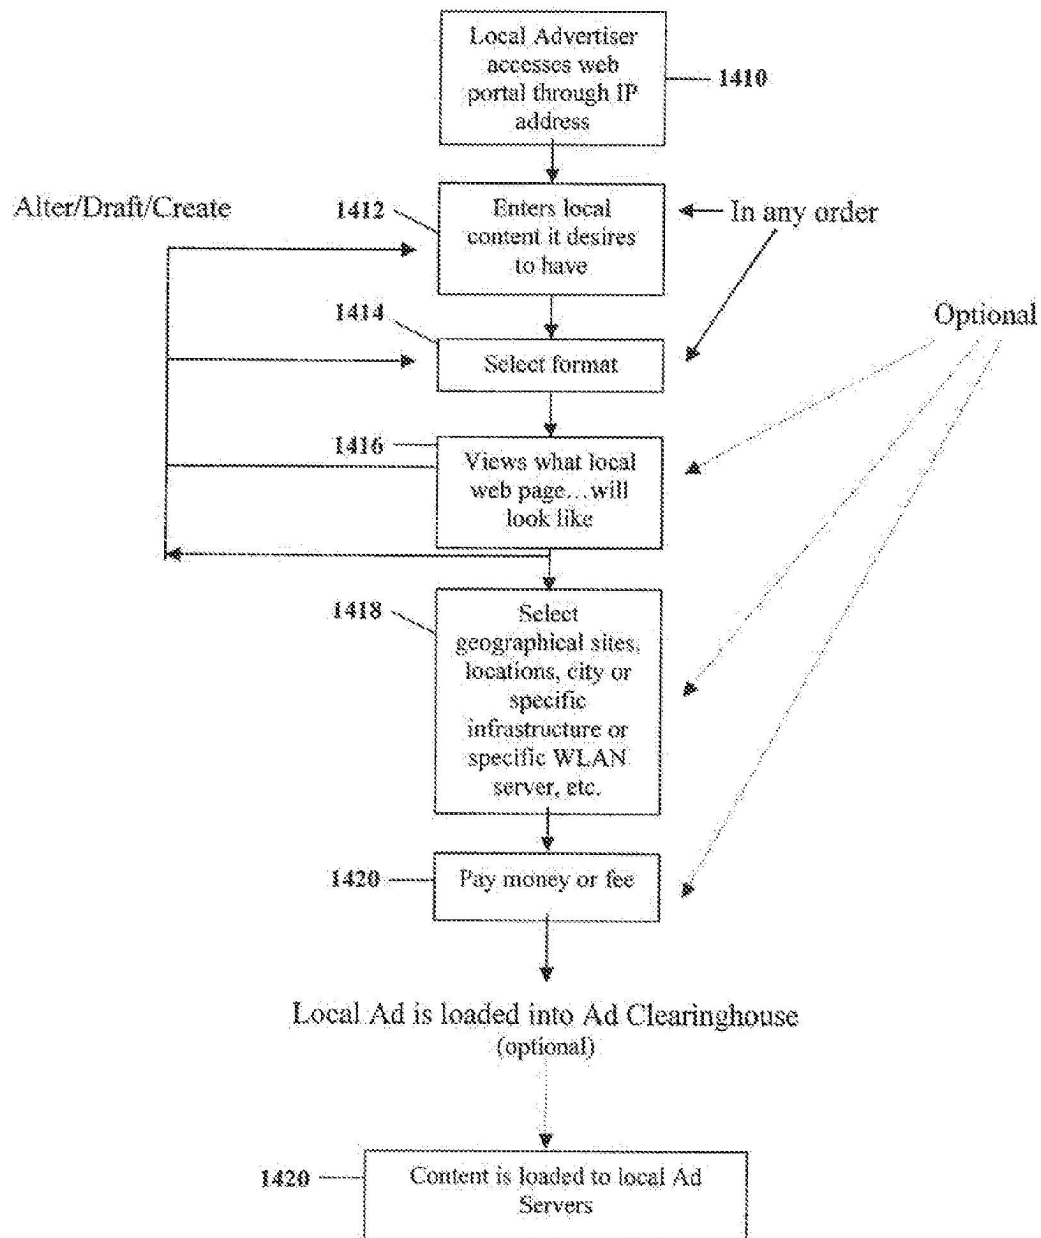 Local Advertiser
accesses web
portal through IP
address
1410
Alter/Draft/Create
1412
Enters local
content it desires
to have
In any order
1414
Select format
Optional
1416
Views what local
web page…will
look like
1418
Select
geographical sites,
locations, city or
specific
infrastructure or
specific WLAN
server, etc.
1420
Pay money or fee
Local Ad is loaded into Ad Clearinghouse
(optional)
1420
Content is loaded to local Ad
Servers